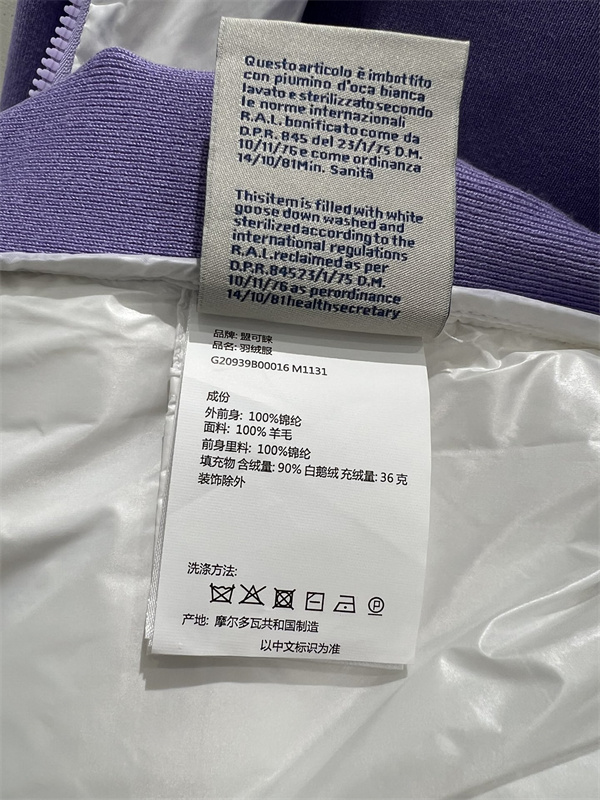 Questo articolo è imbottito
con piumino d'oca bianca
lavato e sterilizzato secondo
le norme internazionali
R.A.L. bonificato come da
D.P.R. 845 del 23/1/75 D.M.
10/11/76 e come ordinanza
14/10/81Min. Sanità
This item is filled with white
goose down washed and
sterilized according to the
international regulations
R.A.L. reclaimed as per
D.P.R.84523/1/75 D.M.
10/11/76 as perordinance
14/10/81healthsecretary
品牌: 盟可睐
品名: 羽绒服
G20939B00016 M1131
成份
外前身: 100%锦纶
面料: 100% 羊毛
前身里料: 100%锦纶
填充物 含绒量: 90% 白鹅绒 充绒量: 36 克
装饰除外
洗涤方法:
P
产地: 摩尔多瓦共和国制造
以中文标识为准